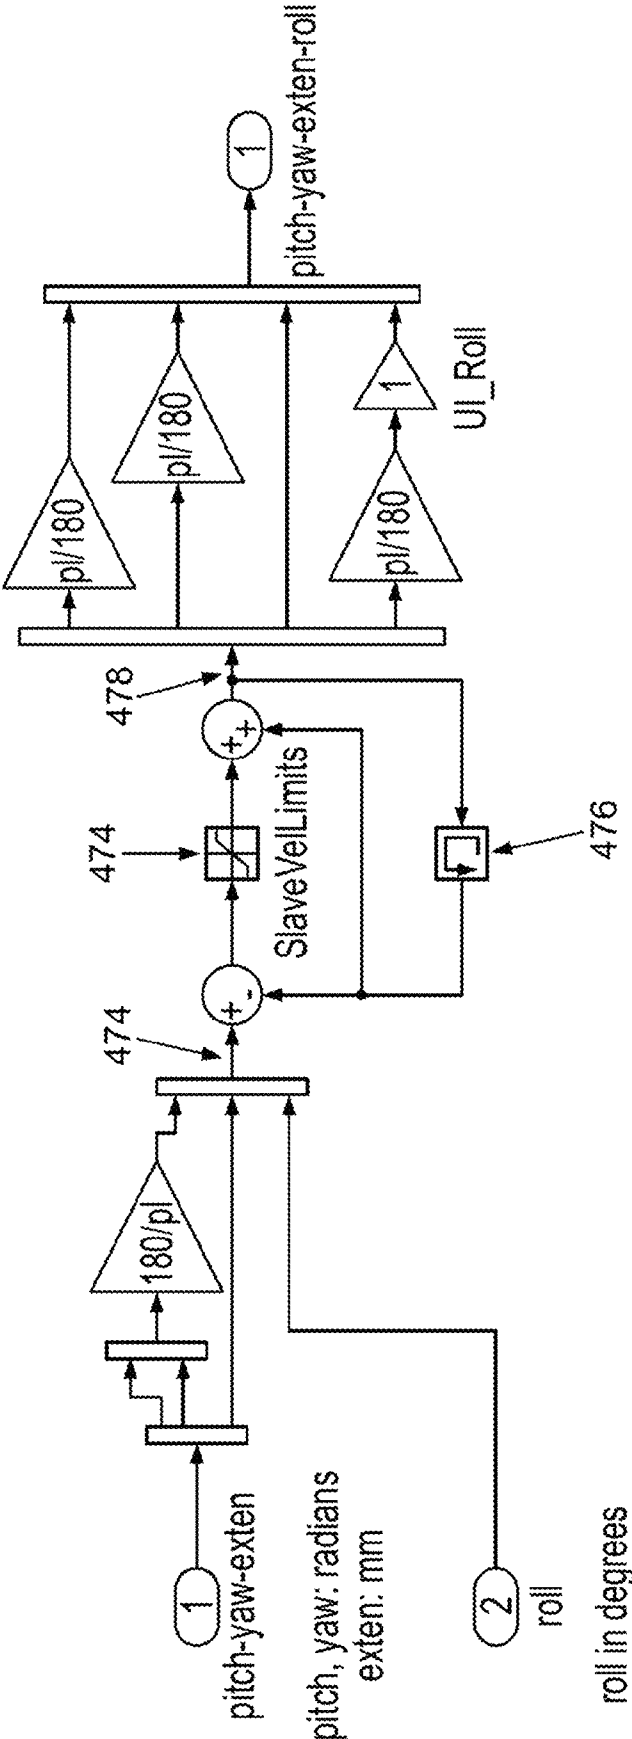 1
pitch-yaw-exten
pitch, yaw: radians
exten: mm
2
roll
roll in degrees
180/pI
474
+
-
474
SlaveVelLimits
+
+
478
476
pI/180
pI/180
pI/180
1
UI_Roll
1
pitch-yaw-exten-roll